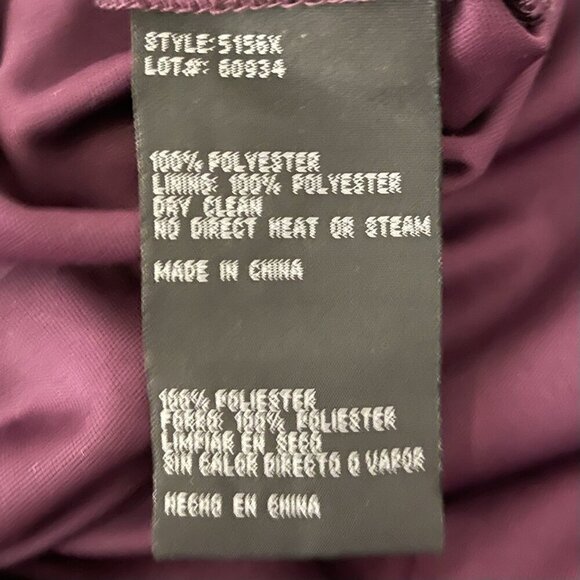 STYLE: 5156X
LOT#: 60934
100% POLYESTER
LINING: 100% POLYESTER
DRY CLEAN
NO DIRECT HEAT OR STEAM
MADE IN CHINA
100% POLIESTER
FORRO: 100% POLIESTER
LIMPIAR EN SECO
SIN CALOR DIRECTO O VAPOR
HECHO EN CHINA